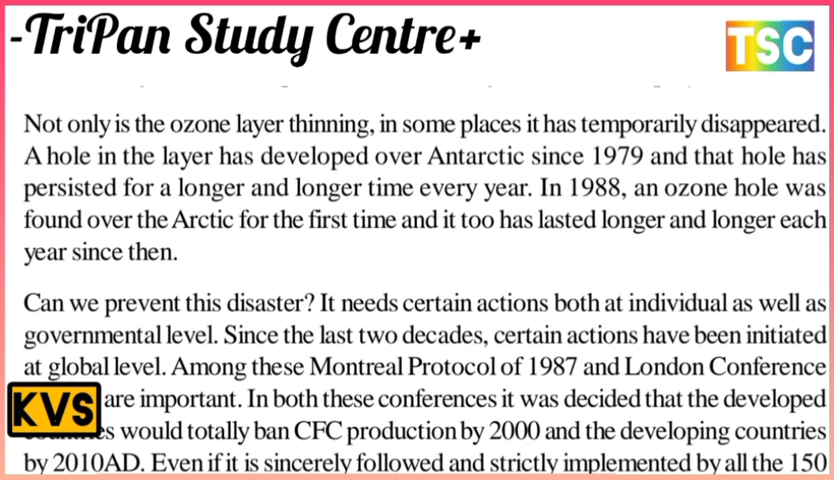 -TriPan Study Centre+
TSC
Not only is the ozone layer thinning, in some places it has temporarily disappeared.
A hole in the layer has developed over Antarctic since 1979 and that hole has
persisted for a longer and longer time every year. In 1988, an ozone hole was
found over the Arctic for the first time and it too has lasted longer and longer each
year since then.
Can we prevent this disaster? It needs certain actions both at individual as well as
governmental level. Since the last two decades, certain actions have been initiated
at global level. Among these Montreal Protocol of 1987 and London Conference
KVS
are important. In both these conferences it was decided that the developed
would totally ban CFC production by 2000 and the developing countries
by 2010AD. Even if it is sincerely followed and strictly implemented by all the 150